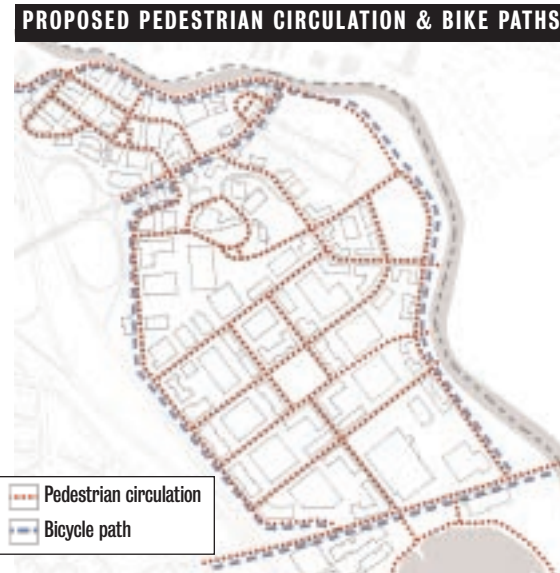 PROPOSED PEDESTRIAN CIRCULATION & BIKE PATHS
Pedestrian circulation
Bicycle path